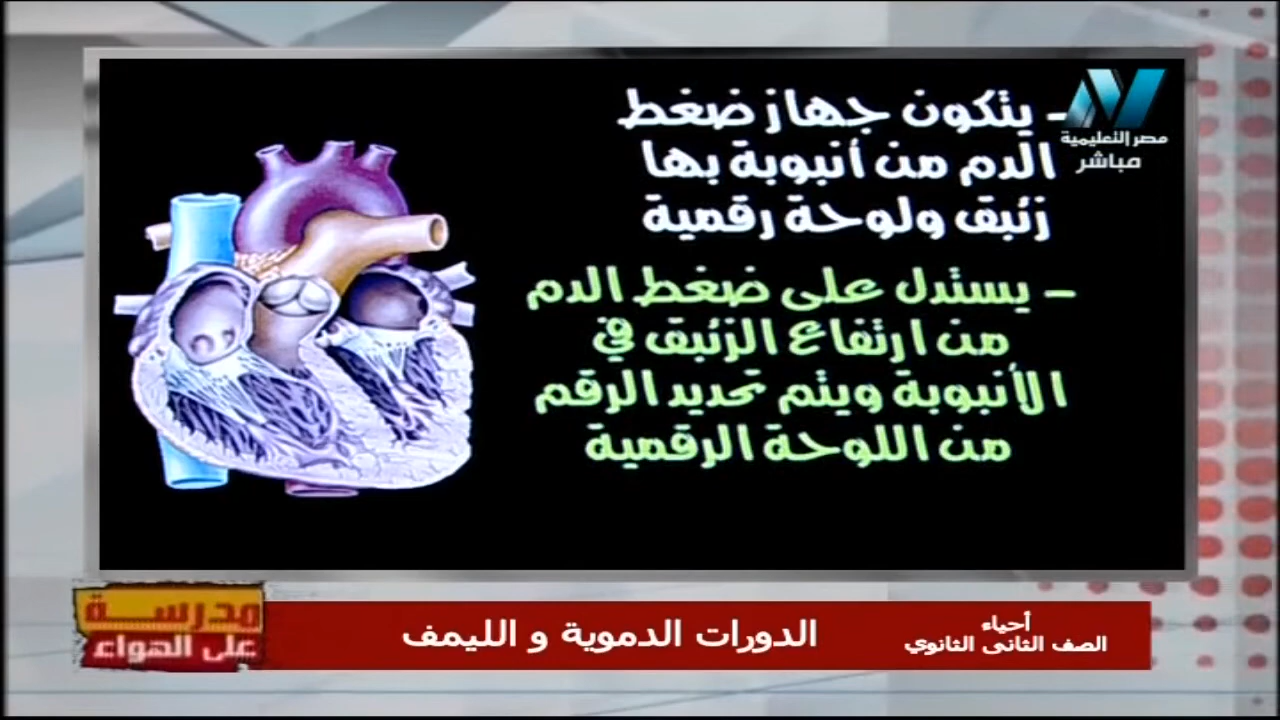 - يتكون جهاز ضغط
الدم من أنبوبة بها
زئبق ولوحة رقمية
- يستدل على ضغط الدم
من ارتفاع الزئبق في
الأنبوبة ويتم تحديد الرقم
من اللوحة الرقمية
مصر التعليمية
مباشر
مدرسة
على الهواء
الدورات الدموية و الليمف
أحياء
الصف الثانى الثانوي